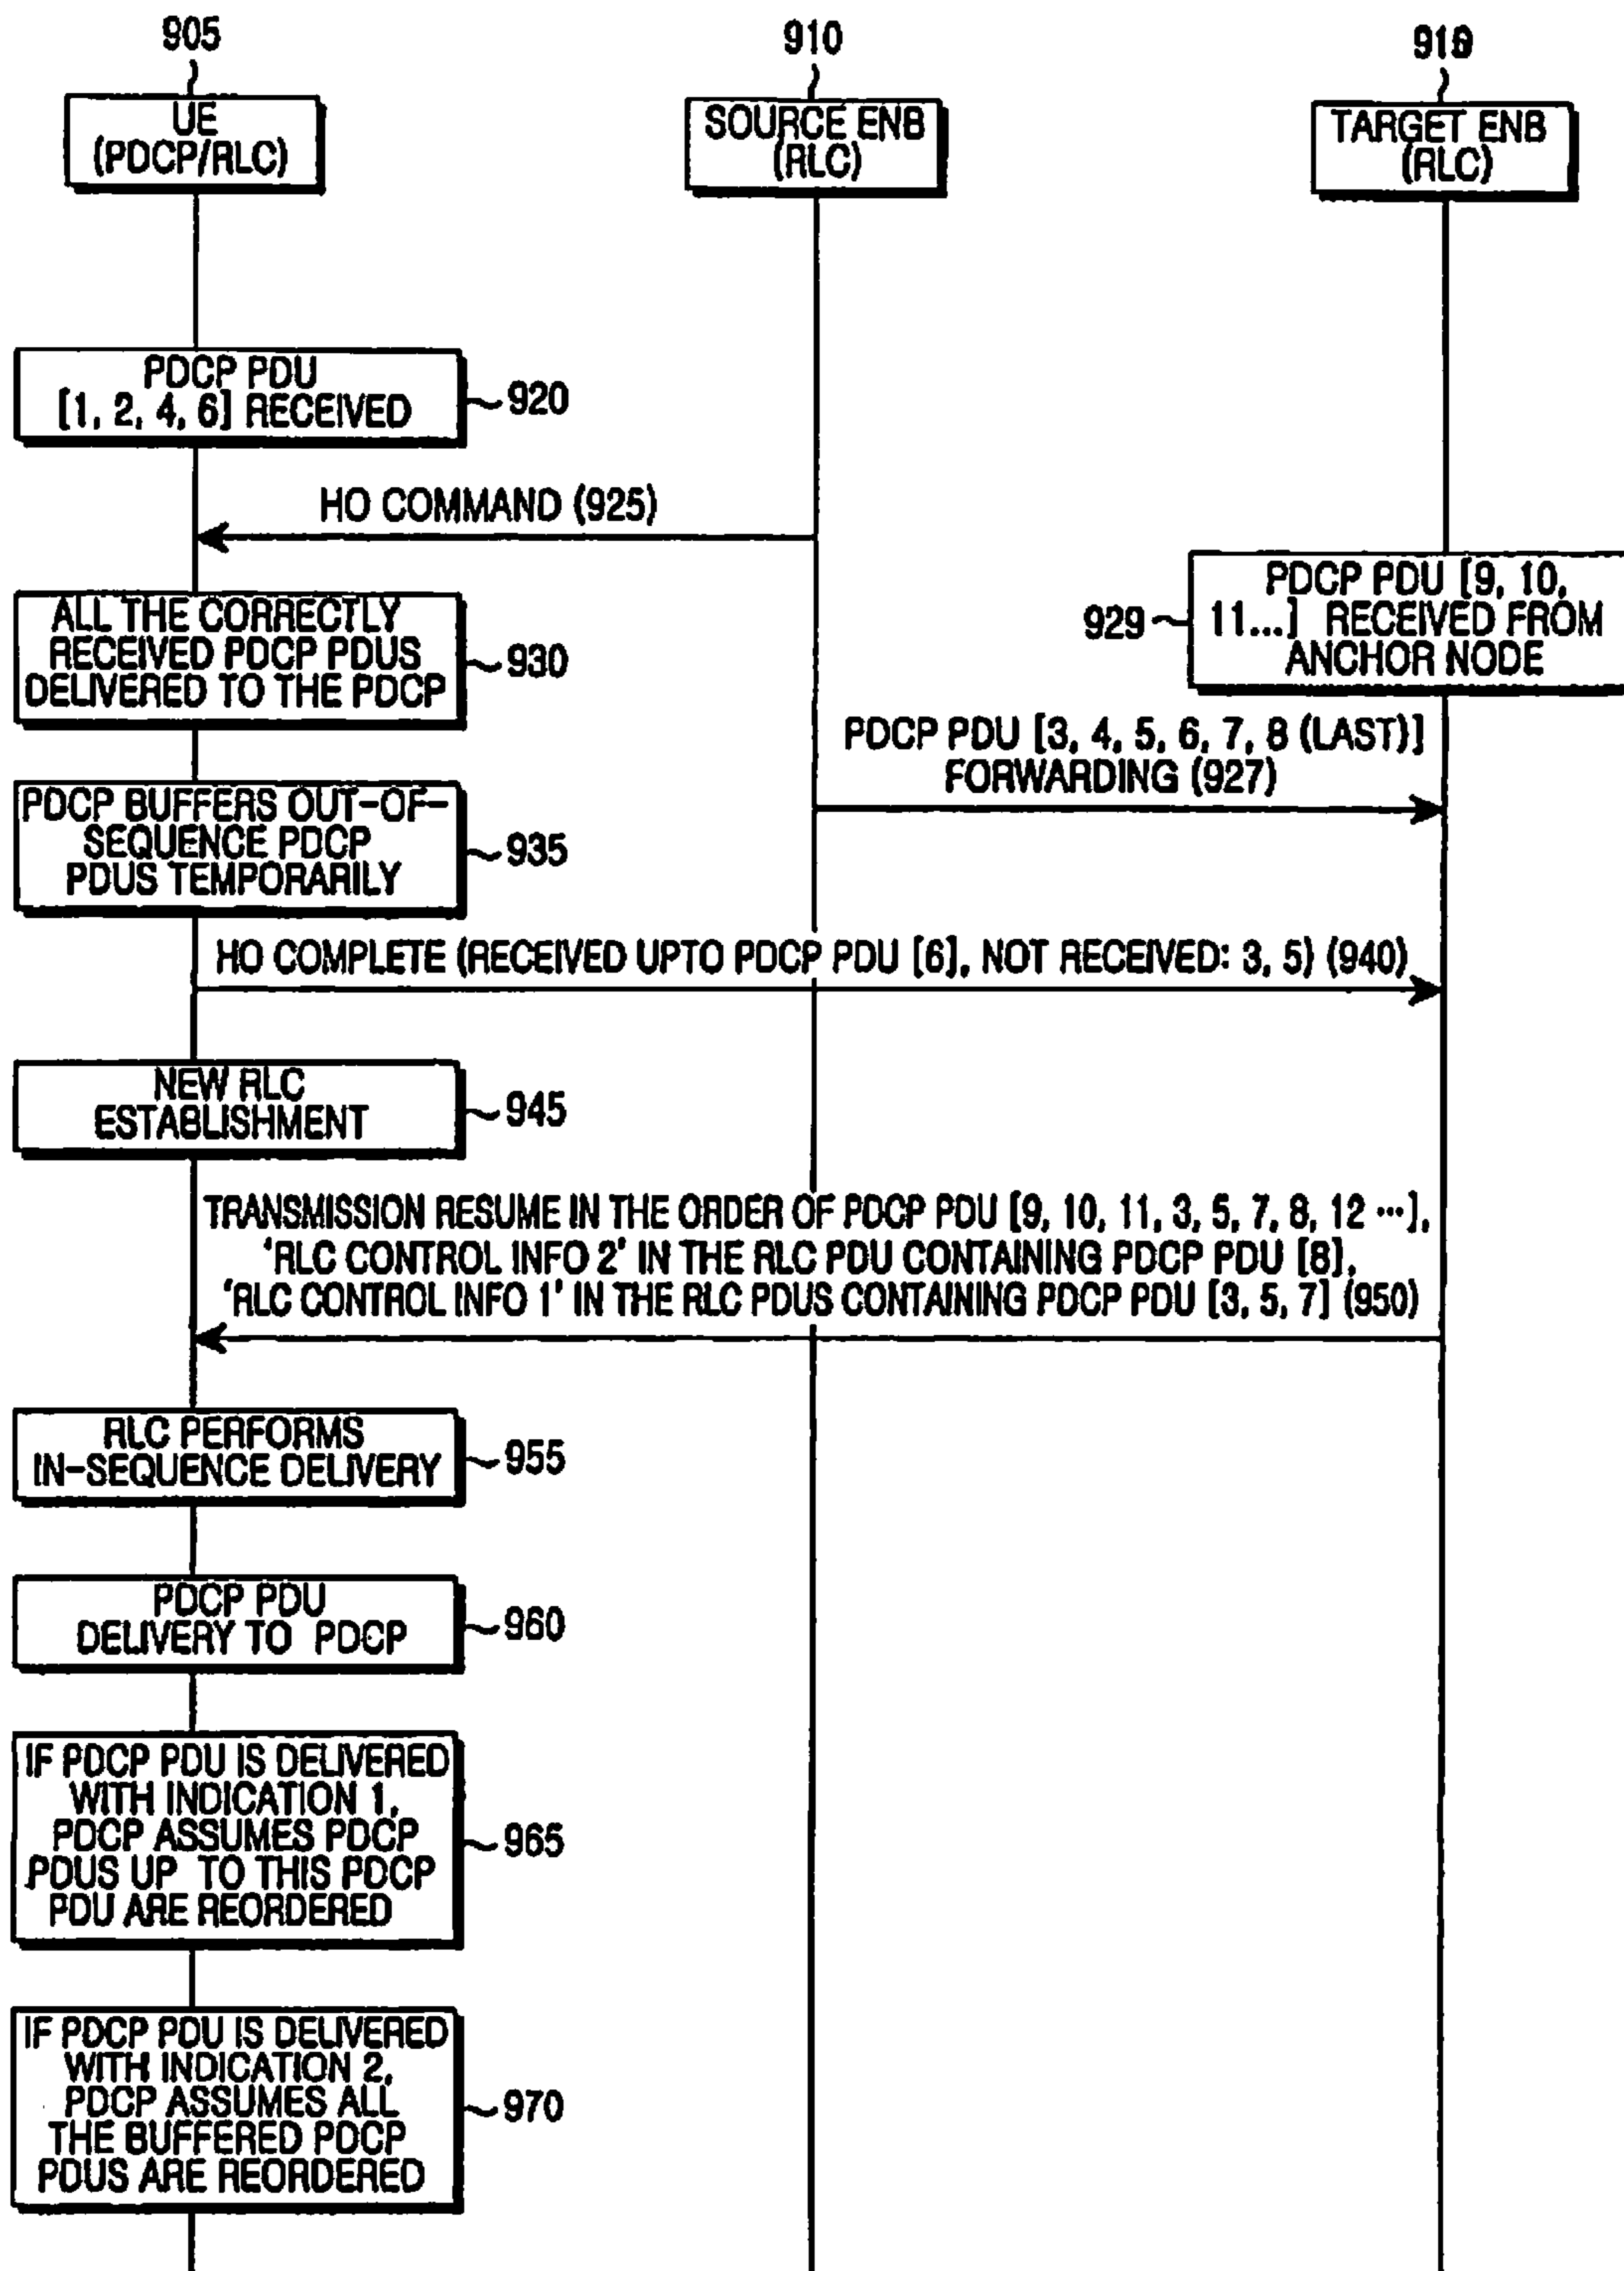 905
910
919
UE
(PDCP/RLC)
SOURCE ENB
(RLC)
TARGET ENB
(RLC)
PDCP PDU
[1, 2, 4, 6] RECEIVED
920
HO COMMAND (925)
ALL THE CORRECTLY
RECEIVED PDCP PDUS
DELIVERED TO THE PDCP
930
PDCP PDU [9, 10,
11...] RECEIVED FROM
ANCHOR NODE
929
PDCP PDU [3, 4, 5, 6, 7, 8 (LAST)]
FORWARDING (927)
PDCP BUFFERS OUT-OF-
SEQUENCE PDCP
PDUS TEMPORARILY
935
HO COMPLETE (RECEIVED UPTO PDCP PDU [6], NOT RECEIVED: 3, 5) (940)
NEW RLC
ESTABLISHMENT
945
TRANSMISSION RESUME IN THE ORDER OF PDCP PDU [9, 10, 11, 3, 5, 7, 8, 12 ...],
'RLC CONTROL INFO 2' IN THE RLC PDU CONTAINING PDCP PDU [8],
'RLC CONTROL INFO 1' IN THE RLC PDUS CONTAINING PDCP PDU [3, 5, 7] (950)
RLC PERFORMS
IN-SEQUENCE DELIVERY
955
PDCP PDU
DELIVERY TO PDCP
960
IF PDCP PDU IS DELIVERED
WITH INDICATION 1,
PDCP ASSUMES PDCP
PDUS UP TO THIS PDCP
PDU ARE REORDERED
965
IF PDCP PDU IS DELIVERED
WITH INDICATION 2,
PDCP ASSUMES ALL
THE BUFFERED PDCP
PDUS ARE REORDERED
970